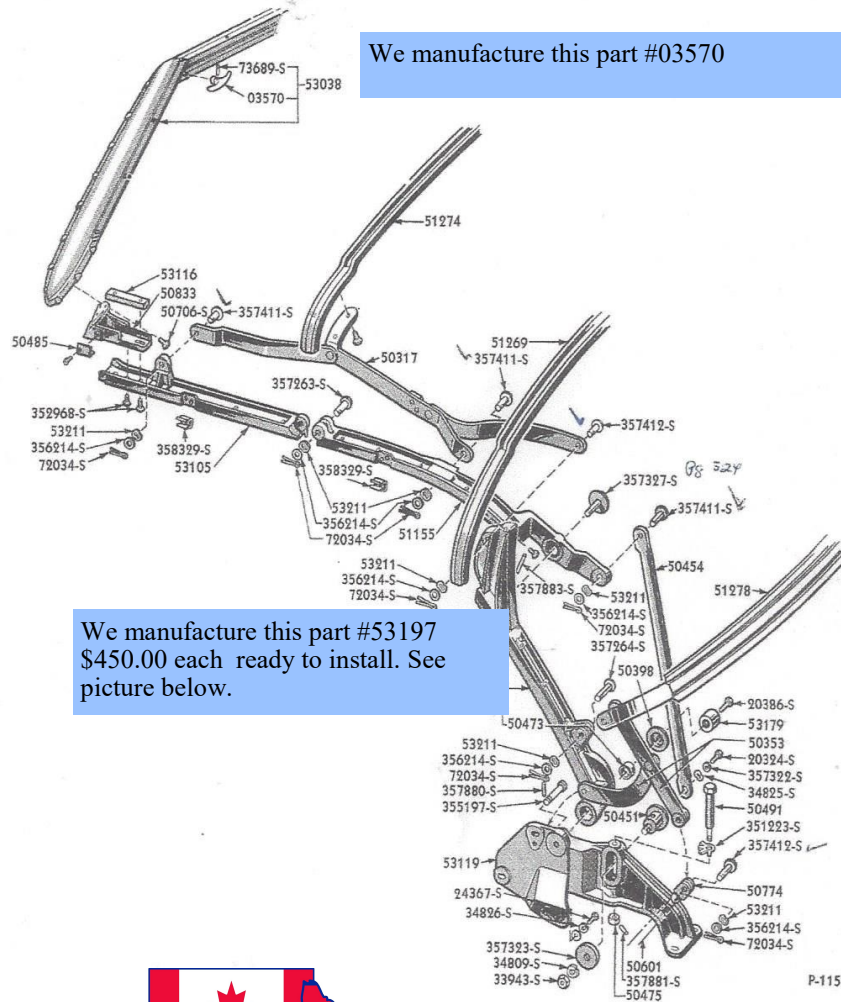 We manufacture this part #03570
73689-S
53038
03570
51274
53116
50833
50706-S
357411-S
50485
51269
50317
357411-S
357263-S
357412-S
352968-S
53211
356214-S
72034-S
358329-S
53105
358329-S
Pg 324
357327-S
53211
356214-S
72034-S
51155
357411-S
50454
53211
356214-S
72034-S
357883-S
53211
356214-S
72034-S
357264-S
51278
We manufacture this part #53197
$450.00 each ready to install. See
picture below.
50398
50473
20386-S
53179
53211
356214-S
72034-S
357880-S
355197-S
50353
20324-S
357322-S
34825-S
50491
50451
351223-S
357412-S
53119
50774
24367-S
34826-S
53211
356214-S
72034-S
357323-S
34809-S
33943-S
50601
357881-S
50475
P-115